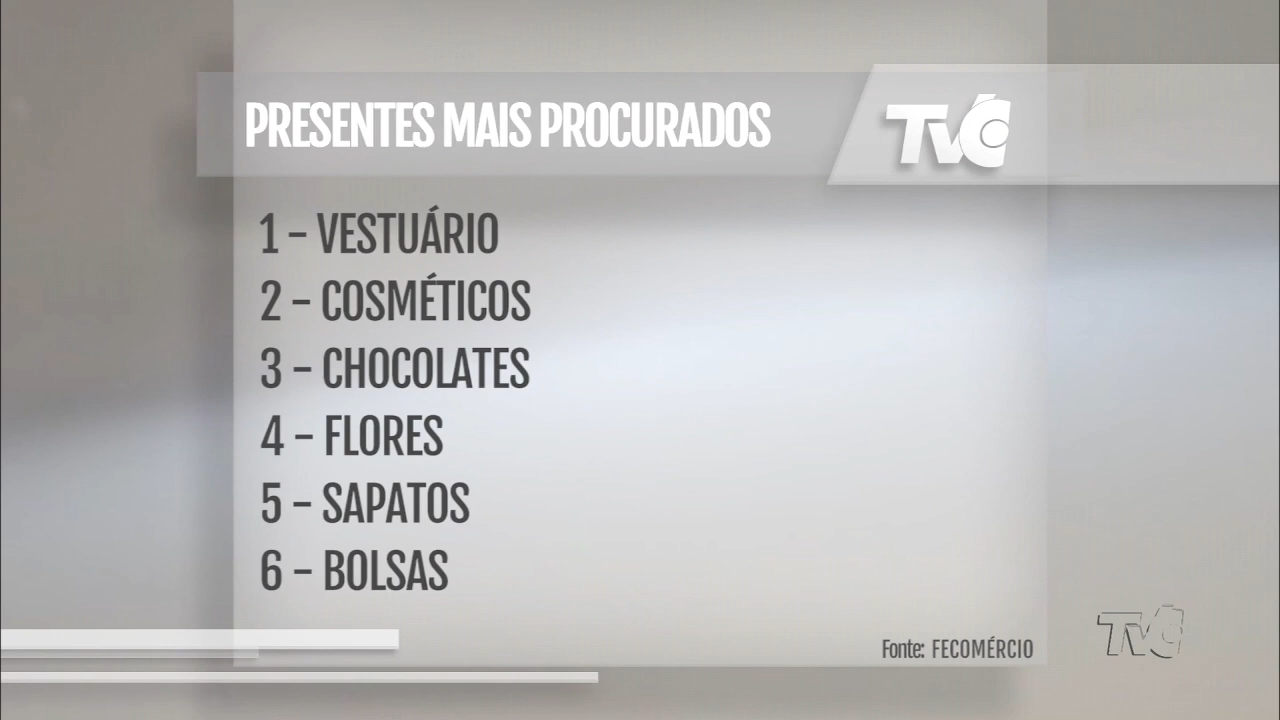 PRESENTES MAIS PROCURADOS
TVC
1 - VESTUÁRIO
2 - COSMÉTICOS
3 - CHOCOLATES
4 - FLORES
5 - SAPATOS
6 - BOLSAS
Fonte: FECOMÉRCIO
TVC